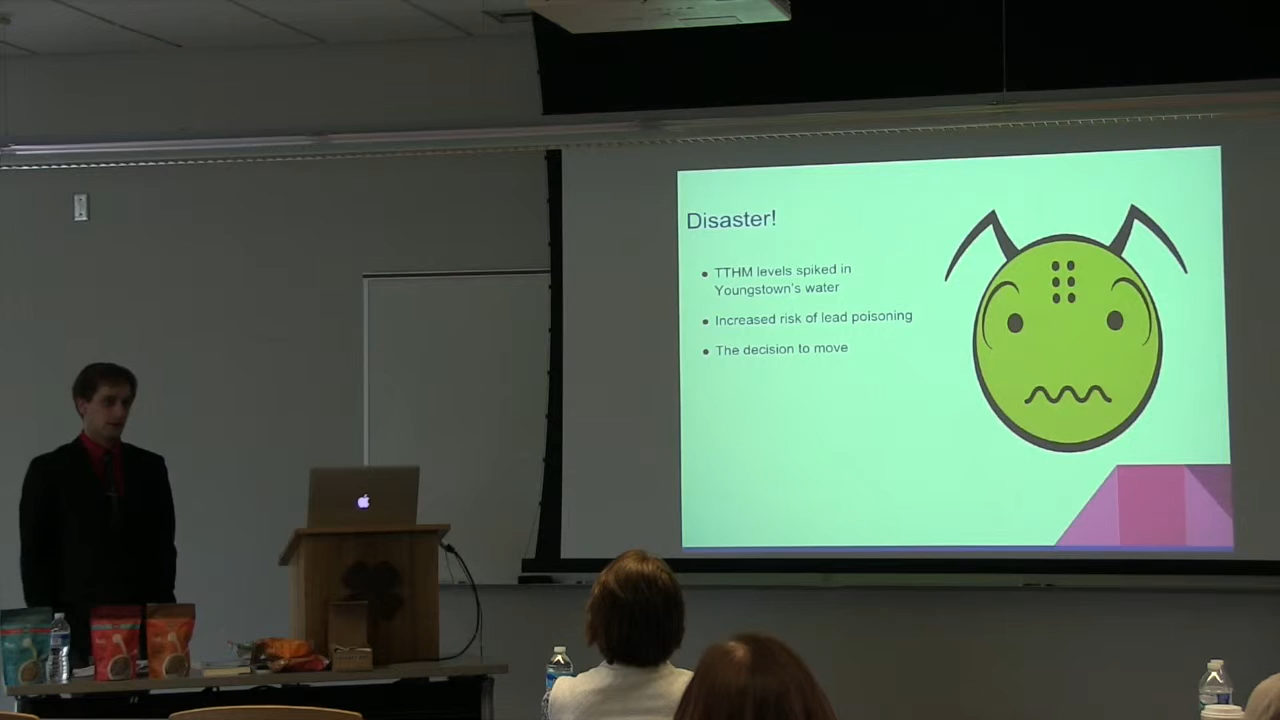 Disaster!
• TTHM levels spiked in
Youngstown's water
• Increased risk of lead poisoning
• The decision to move